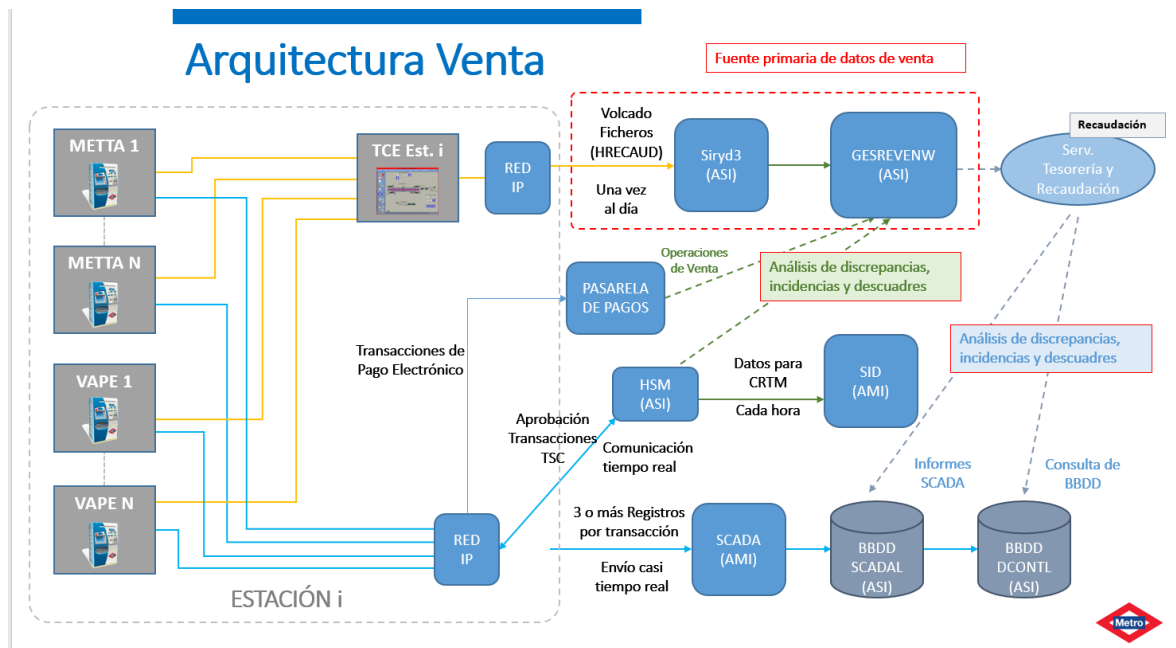 Arquitectura Venta
Fuente primaria de datos de venta
METTA 1
METTA N
VAPE 1
VAPE N
TCE Est. i
RED
IP
Volcado
Ficheros
(HRECAUD)
Una vez
al día
Siryd3
(ASI)
GESREVENW
(ASI)
Recaudación
Serv.
Tesorería y
Recaudación
Operaciones
de Venta
PASARELA
DE PAGOS
Análisis de discrepancias,
incidencias y descuadres
Análisis de discrepancias,
incidencias y descuadres
Transacciones de
Pago Electrónico
HSM
(ASI)
Datos para
CRTM
Cada hora
SID
(AMI)
Aprobación
Transacciones
TSC
Comunicación
tiempo real
Informes
SCADA
Consulta de
BBDD
RED
IP
3 o más Registros
por transacción
Envío casi
tiempo real
SCADA
(AMI)
BBDD
SCADAL
(ASI)
BBDD
DCONTL
(ASI)
ESTACIÓN i
Metro